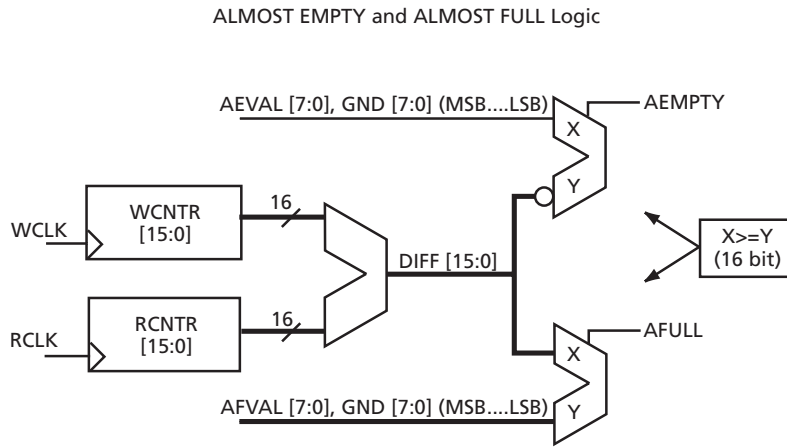 ALMOST EMPTY and ALMOST FULL Logic
AEVAL [7:0], GND [7:0] (MSB....LSB)
X
AEMPTY
Y
WCLK
WCNTR
[15:0]
16
DIFF [15:0]
X>=Y
(16 bit)
RCLK
RCNTR
[15:0]
16
X
AFULL
AFVAL [7:0], GND [7:0] (MSB....LSB)
Y